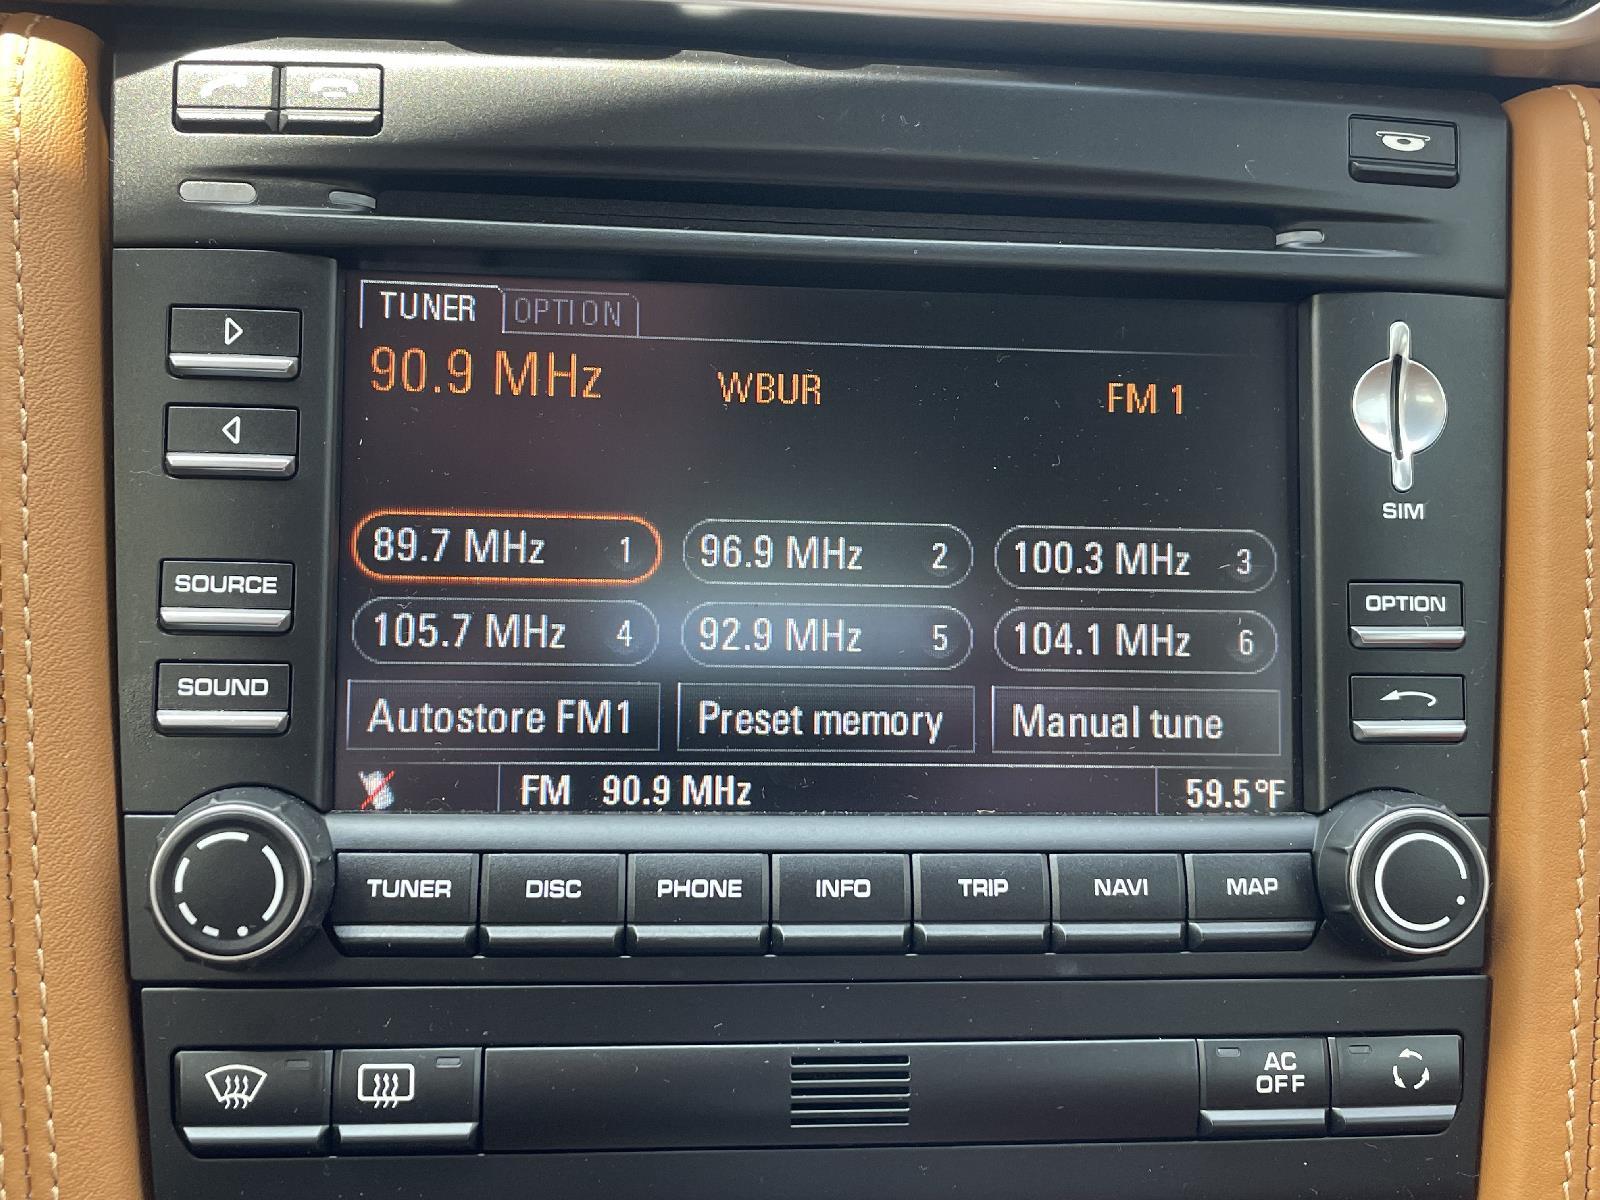 TUNER OPTION
90.9 MHz WBUR FM 1
89.7 MHz 1 96.9 MHz 2 100.3 MHz 3
105.7 MHz 4 92.9 MHz 5 104.1 MHz 6
Autostore FM1 Preset memory Manual tune
FM 90.9 MHz 59.5°F
SOURCE
SOUND
SIM
OPTION
TUNER DISC PHONE INFO TRIP NAVI MAP
AC
OFF